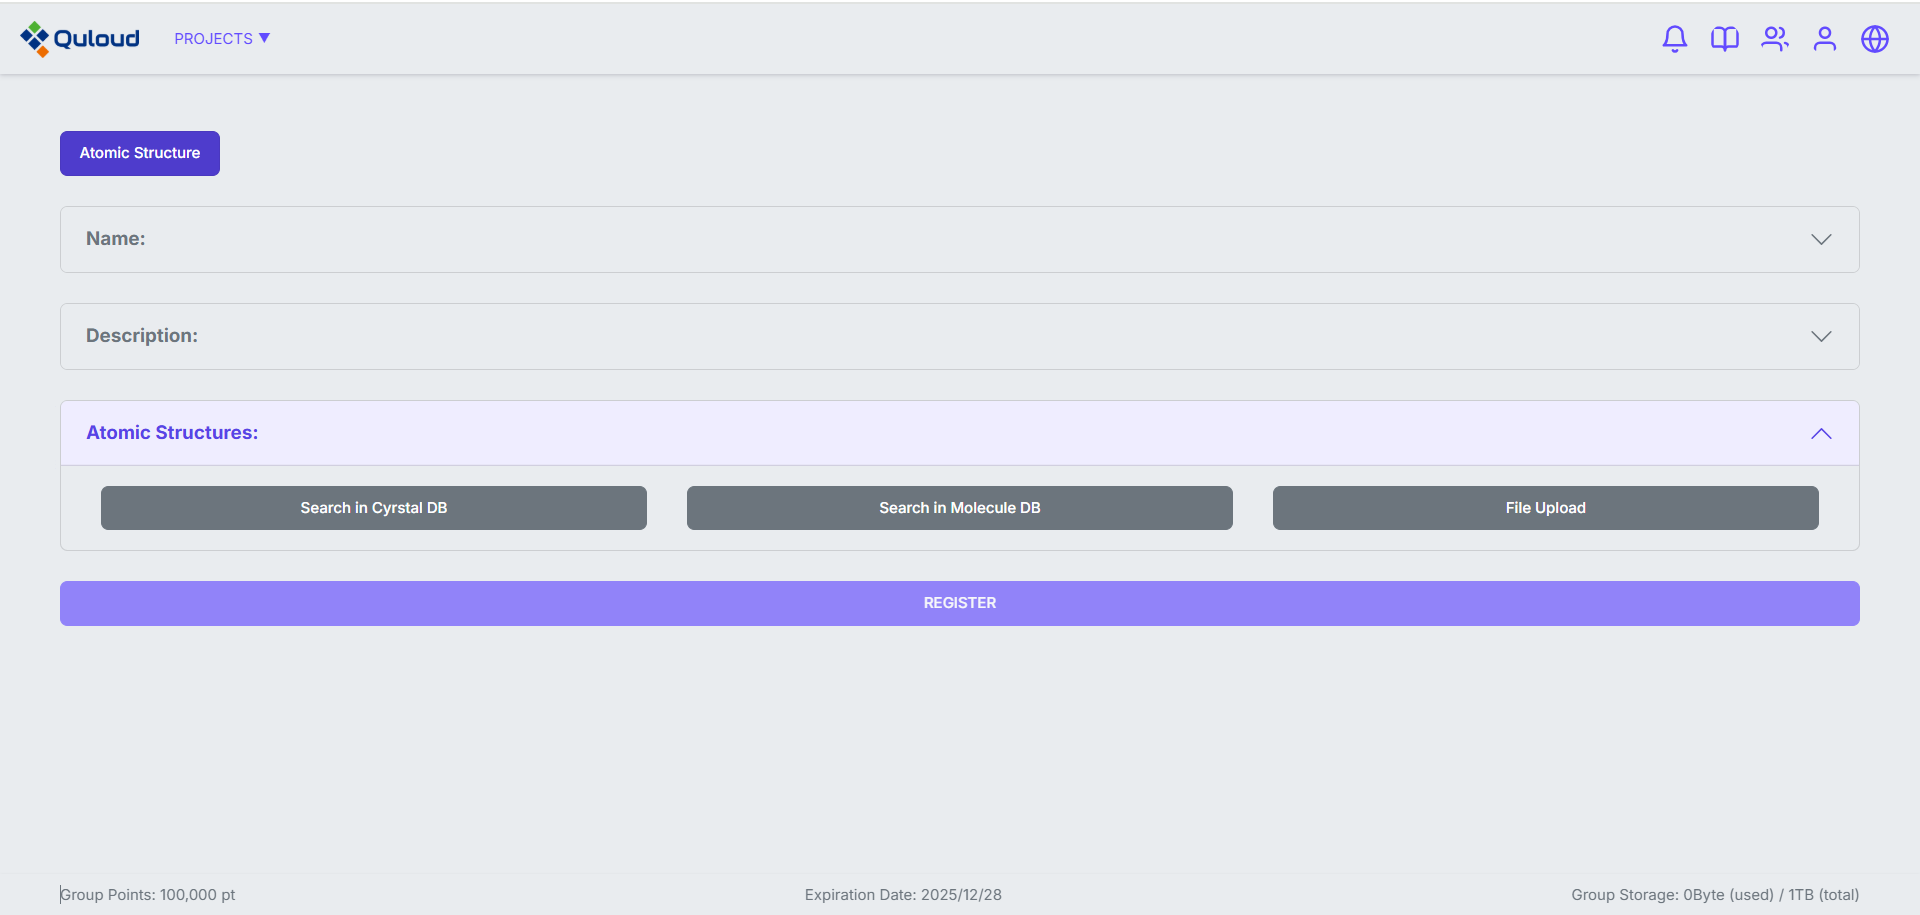 Quloud PROJECTS ▼
Atomic Structure
Name:
Description:
Atomic Structures:
Search in Cyrstal DB Search in Molecule DB File Upload
REGISTER
Group Points: 100,000 pt Expiration Date: 2025/12/28 Group Storage: 0Byte (used) / 1TB (total)